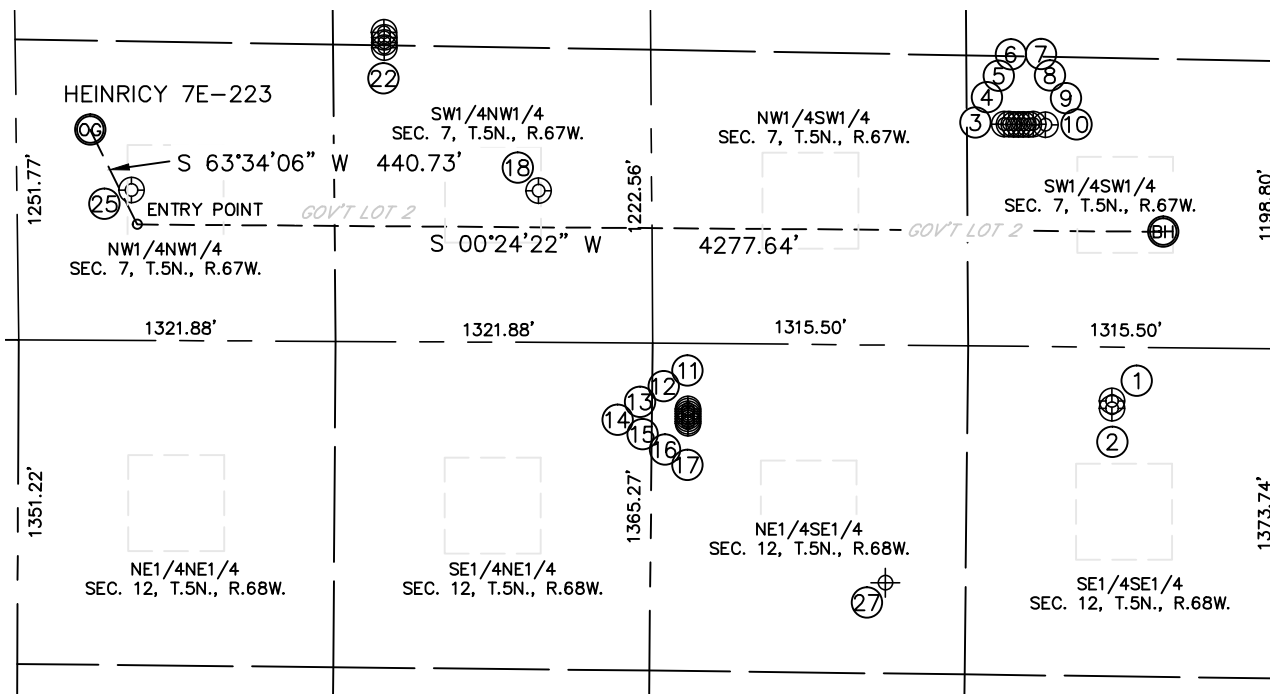 22
6
7
5
8
4
9
3
10
HEINRICY 7E-223
OG
SW1/4NW1/4
SEC. 7, T.5N., R.67W.
NW1/4SW1/4
SEC. 7, T.5N., R.67W.
S 63°34'06" W 440.73'
18
1251.77'
1222.56'
1198.80'
SW1/4SW1/4
SEC. 7, T.5N., R.67W.
25
ENTRY POINT
GOV'T LOT 2
GOV'T LOT 2
BH
NW1/4NW1/4
SEC. 7, T.5N., R.67W.
S 00°24'22" W 4277.64'
1321.88'
1321.88'
1315.50'
1315.50'
11
12
13
14
15
16
17
1
2
1351.22'
1365.27'
1373.74'
NE1/4NE1/4
SEC. 12, T.5N., R.68W.
SE1/4NE1/4
SEC. 12, T.5N., R.68W.
NE1/4SE1/4
SEC. 12, T.5N., R.68W.
27
SE1/4SE1/4
SEC. 12, T.5N., R.68W.